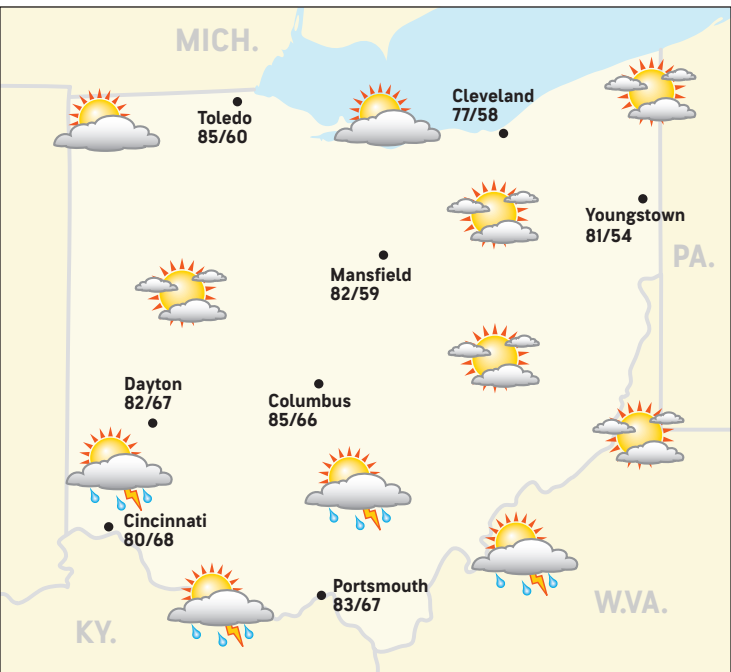 MICH.
Cleveland
77/58
Toledo
85/60
Youngstown
81/54
PA.
Mansfield
82/59
Dayton
82/67
Columbus
85/66
Cincinnati
80/68
Portsmouth
83/67
W.VA.
KY.